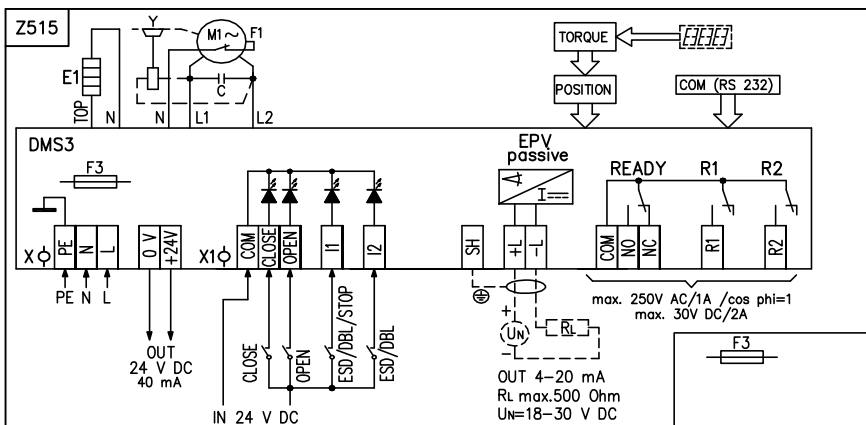 Z515
Y
M1 ~
F1
E1
C
TOP
N
N
L1
L2
TORQUE
POSITION
COM (RS 232)
DMS3
F3
EPV
passive
I
READY
R1
R2
X
PE
N
L
0 V
+24V
X1
COM
CLOSE
OPEN
I1
I2
SH
+L
-L
COM
NO
NC
R1
R2
PE N L
OUT
24 V DC
40 mA
CLOSE
OPEN
ESD/DBL/STOP
ESD/DBL
IN 24 V DC
+
UN
-
RL
OUT 4-20 mA
RL max.500 Ohm
UN=18-30 V DC
max. 250V AC/1A /cos phi=1
max. 30V DC/2A
F3